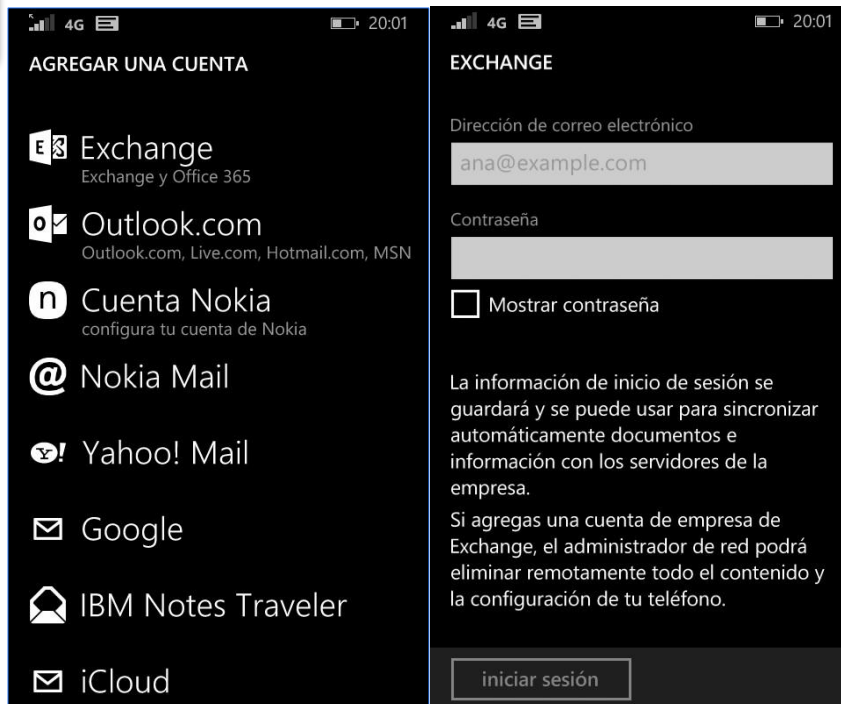 4G 20:01
AGREGAR UNA CUENTA
Exchange
Exchange y Office 365
Outlook.com
Outlook.com, Live.com, Hotmail.com, MSN
Cuenta Nokia
configura tu cuenta de Nokia
Nokia Mail
Yahoo! Mail
Google
IBM Notes Traveler
iCloud
4G 20:01
EXCHANGE
Dirección de correo electrónico
ana@example.com
Contraseña
Mostrar contraseña
La información de inicio de sesión se
guardará y se puede usar para sincronizar
automáticamente documentos e
información con los servidores de la
empresa.
Si agregas una cuenta de empresa de
Exchange, el administrador de red podrá
eliminar remotamente todo el contenido y
la configuración de tu teléfono.
iniciar sesión